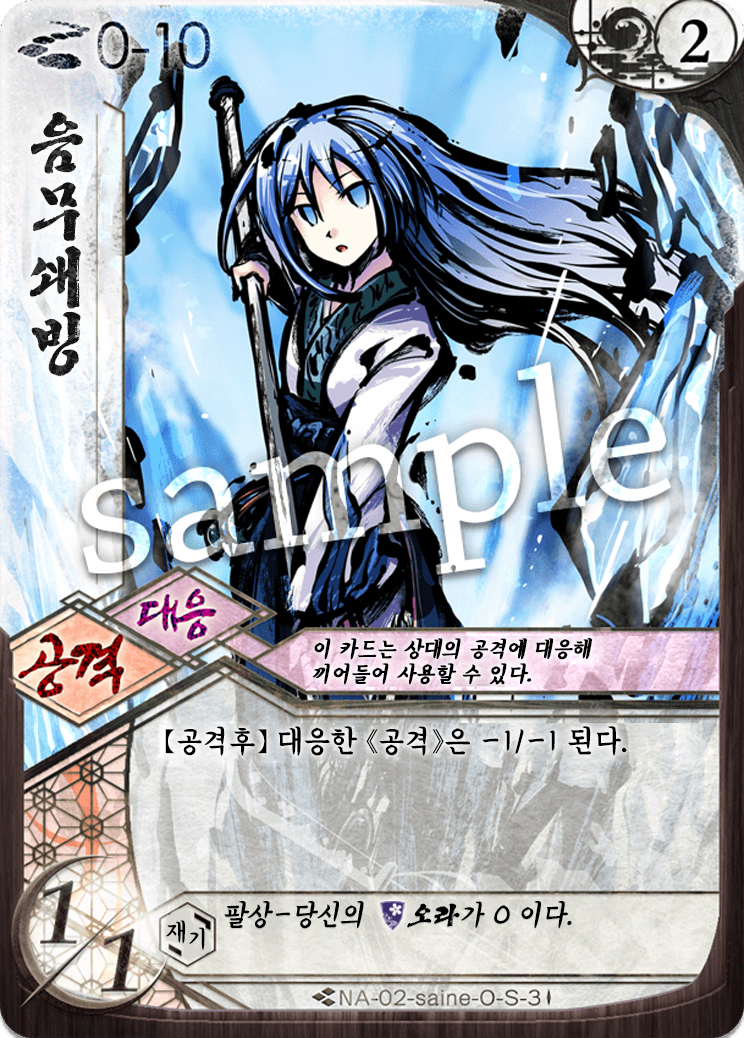 0-10
2
음무쇄빙
sample
대응
공격
이 카드는 상대의 공격에 대응해
끼어들어 사용할 수 있다.
【공격후】 대응한 《공격》은 -1/-1 된다.
1/1
재기
팔상-당신의 오라가 0 이다.
NA-02-saine-O-S-3